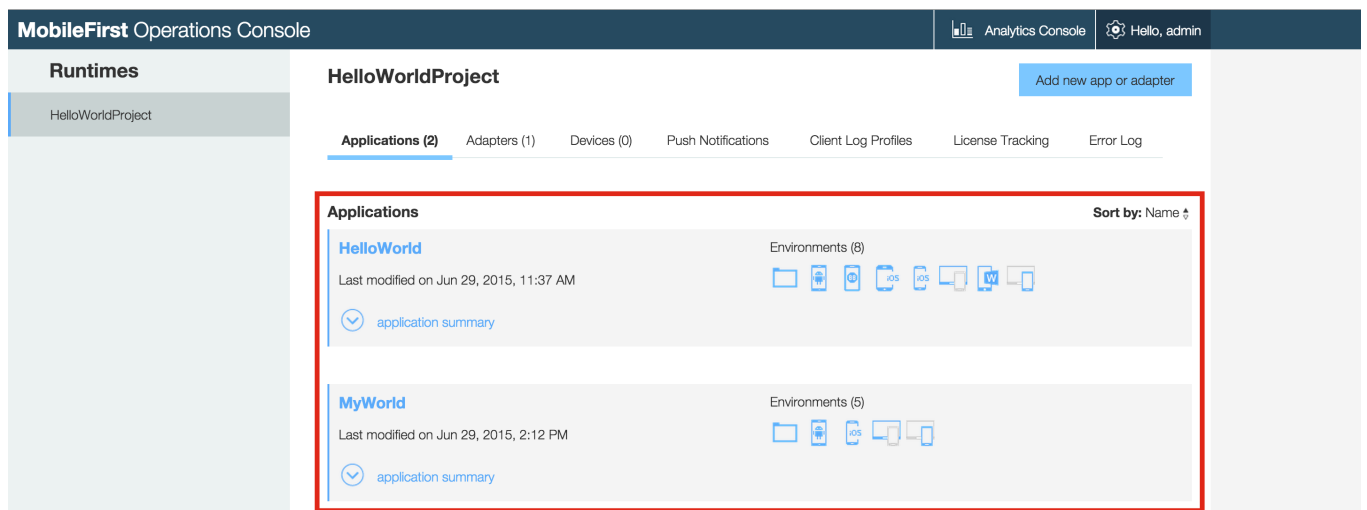 MobileFirst Operations Console
Analytics Console
Hello, admin
Runtimes
HelloWorldProject
HelloWorldProject
Add new app or adapter
Applications (2) Adapters (1) Devices (0) Push Notifications Client Log Profiles License Tracking Error Log
Applications
Sort by: Name
HelloWorld
Environments (8)
Last modified on Jun 29, 2015, 11:37 AM
iOS iOS W
application summary
MyWorld
Environments (5)
Last modified on Jun 29, 2015, 2:12 PM
iOS
application summary